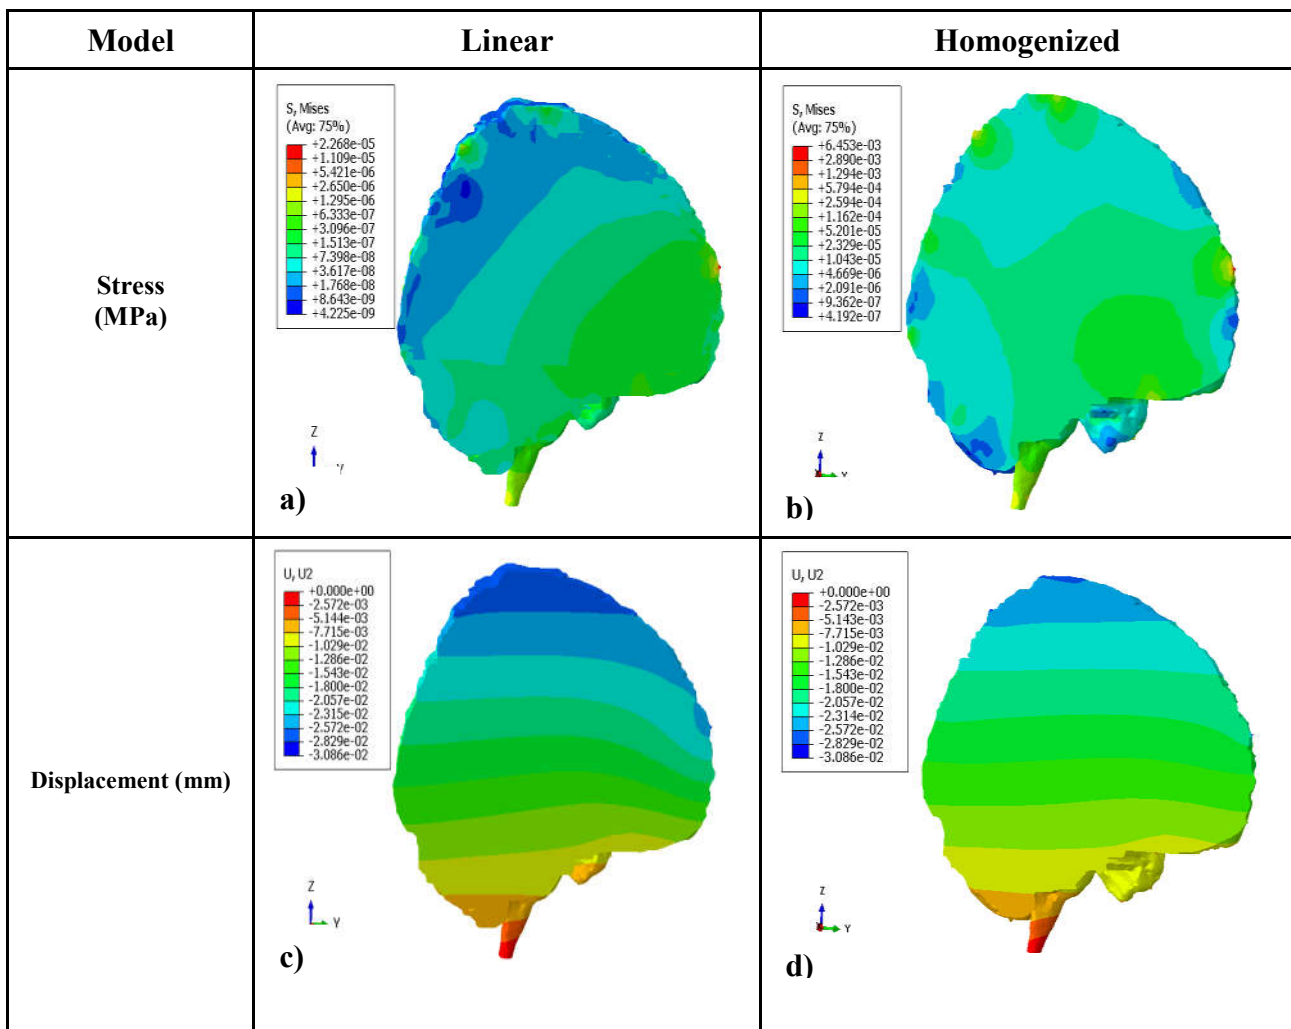 Model
Linear
Homogenized
Stress
(MPa)
S, Mises
(Avg: 75%)
+2.268e-05
+1.109e-05
+5.421e-06
+2.650e-06
+1.295e-06
+6.333e-07
+3.096e-07
+1.513e-07
+7.398e-08
+3.617e-08
+1.768e-08
+8.643e-09
+4.225e-09
Z
a)
S, Mises
(Avg: 75%)
+6.453e-03
+2.890e-03
+1.294e-03
+5.794e-04
+2.594e-04
+1.162e-04
+5.201e-05
+2.329e-05
+1.043e-05
+4.669e-06
+2.091e-06
+9.362e-07
+4.192e-07
Z
b)
Displacement (mm)
U, U2
+0.000e+00
-2.572e-03
-5.144e-03
-7.715e-03
-1.029e-02
-1.286e-02
-1.543e-02
-1.800e-02
-2.057e-02
-2.315e-02
-2.572e-02
-2.829e-02
-3.086e-02
Z
Y
c)
U, U2
+0.000e+00
-2.572e-03
-5.143e-03
-7.715e-03
-1.029e-02
-1.286e-02
-1.543e-02
-1.800e-02
-2.057e-02
-2.314e-02
-2.572e-02
-2.829e-02
-3.086e-02
Z
X
Y
d)